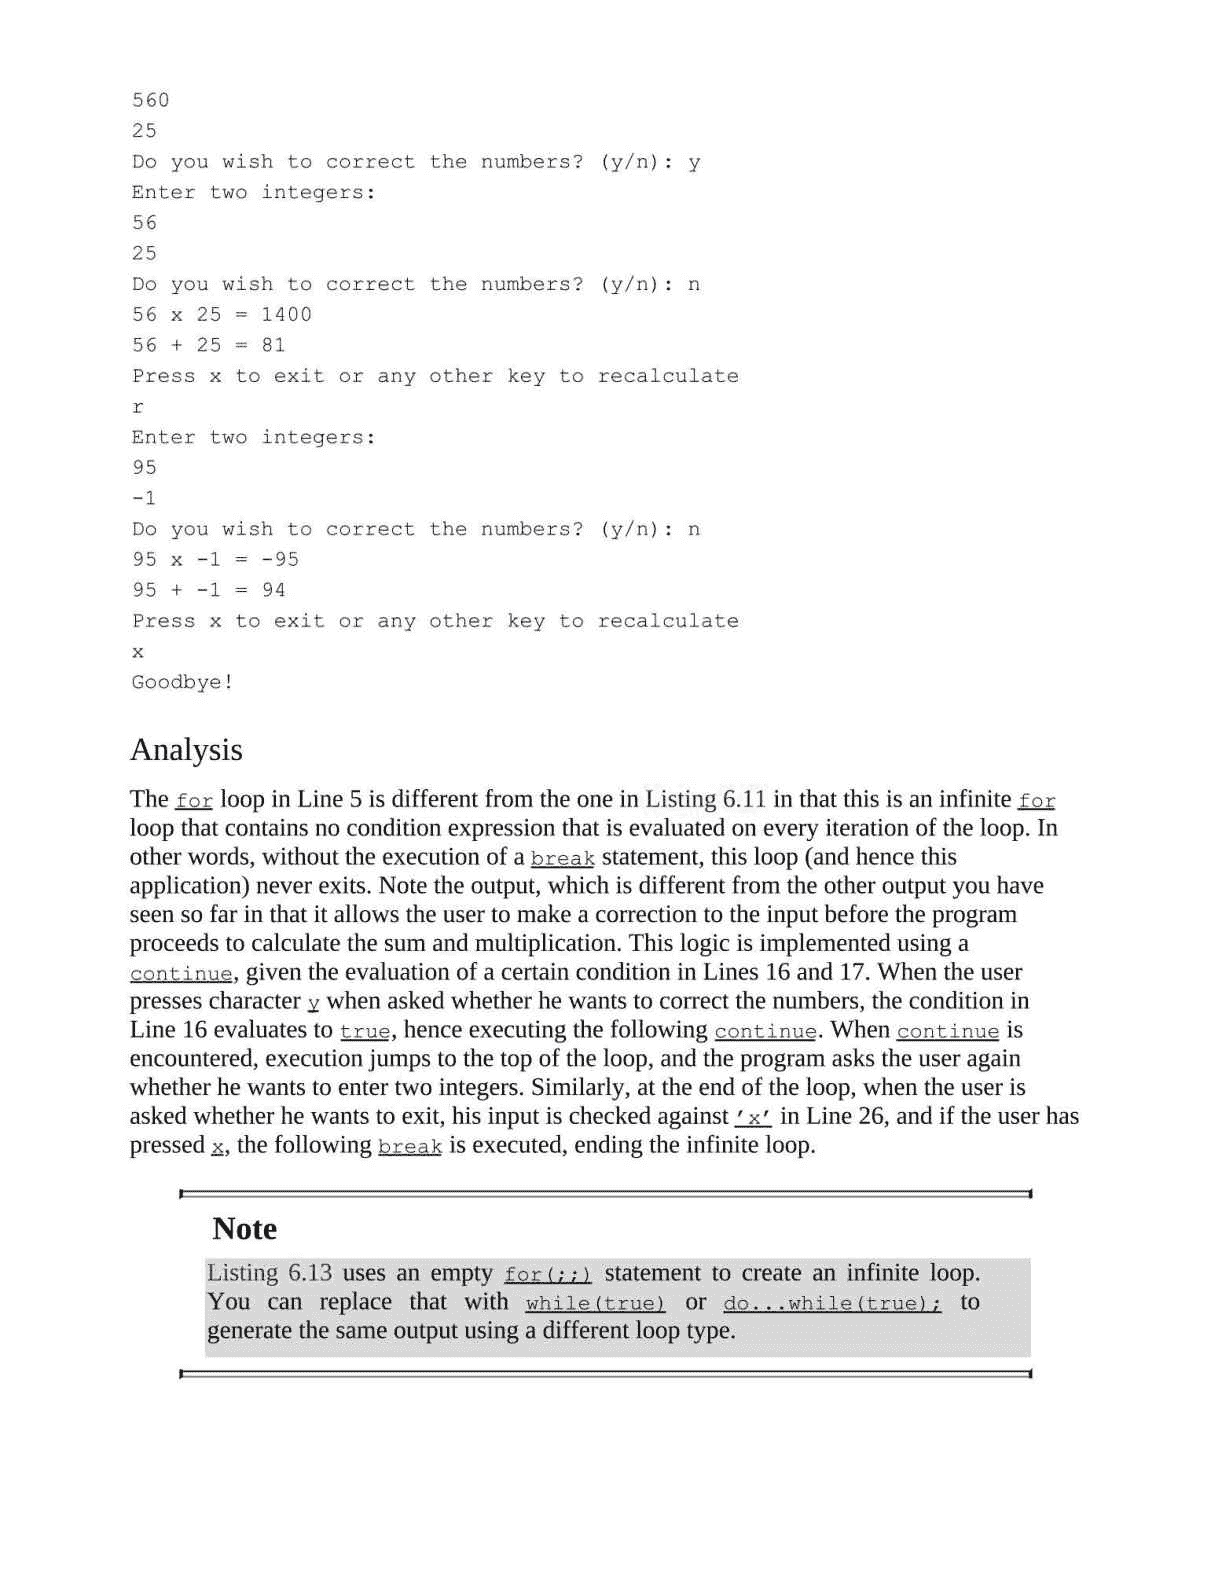 560
25
Do you wish to correct the numbers? (y/n): y
Enter two integers:
56
25
Do you wish to correct the numbers? (y/n): n
56 x 25 = 1400
56 + 25 = 81
Press x to exit or any other key to recalculate
r
Enter two integers:
95
-1
Do you wish to correct the numbers? (y/n): n
95 x -1 = -95
95 + -1 = 94
Press x to exit or any other key to recalculate
x
Goodbye!
Analysis
The for loop in Line 5 is different from the one in Listing 6.11 in that this is an infinite for
loop that contains no condition expression that is evaluated on every iteration of the loop. In
other words, without the execution of a break statement, this loop (and hence this
application) never exits. Note the output, which is different from the other output you have
seen so far in that it allows the user to make a correction to the input before the program
proceeds to calculate the sum and multiplication. This logic is implemented using a
continue, given the evaluation of a certain condition in Lines 16 and 17. When the user
presses character y when asked whether he wants to correct the numbers, the condition in
Line 16 evaluates to true, hence executing the following continue. When continue is
encountered, execution jumps to the top of the loop, and the program asks the user again
whether he wants to enter two integers. Similarly, at the end of the loop, when the user is
asked whether he wants to exit, his input is checked against ′x′ in Line 26, and if the user has
pressed x, the following break is executed, ending the infinite loop.
Note
Listing 6.13 uses an empty for(;;) statement to create an infinite loop.
You can replace that with while(true) or do...while(true); to
generate the same output using a different loop type.